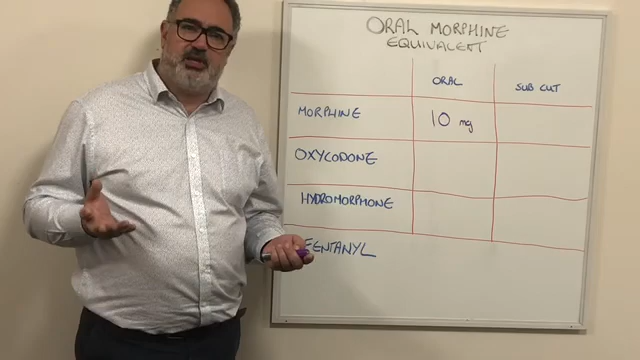 ORAL MORPHINE
EQUIVALENT
ORAL SUB CUT
MORPHINE 10 mg
OXYCODONE
HYDROMORPHONE
FENTANYL